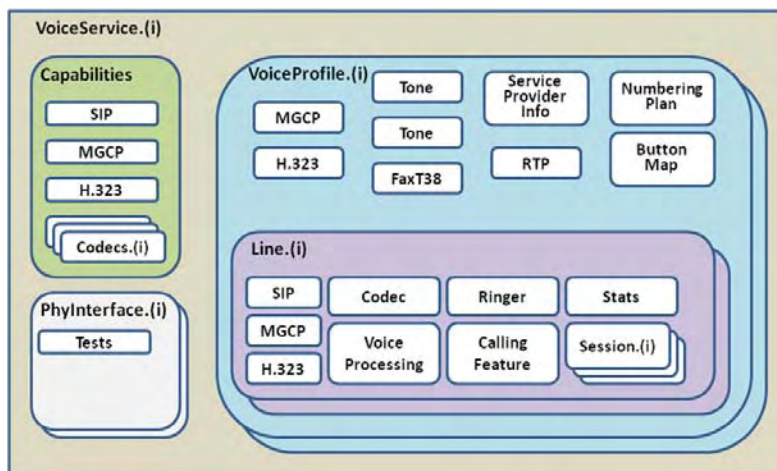 VoiceService.(i)
Capabilities
SIP
MGCP
H.323
Codecs.(i)
PhyInterface.(i)
Tests
VoiceProfile.(i)
MGCP
H.323
Tone
Tone
FaxT38
Service
Provider
Info
RTP
Numbering
Plan
Button
Map
Line.(i)
SIP
MGCP
H.323
Codec
Ringer
Stats
Voice
Processing
Calling
Feature
Session.(i)